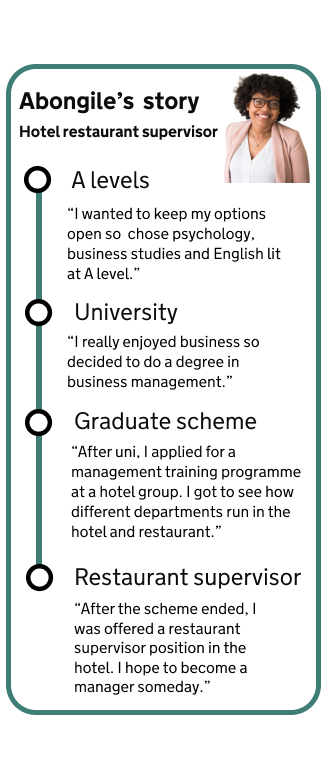 Abongile’s story
Hotel restaurant supervisor
A levels
“I wanted to keep my options
open so chose psychology,
business studies and English lit
at A level.”
University
“I really enjoyed business so
decided to do a degree in
business management.”
Graduate scheme
“After uni, I applied for a
management training programme
at a hotel group. I got to see how
different departments run in the
hotel and restaurant.”
Restaurant supervisor
“After the scheme ended, I
was offered a restaurant
supervisor position in the
hotel. I hope to become a
manager someday.”